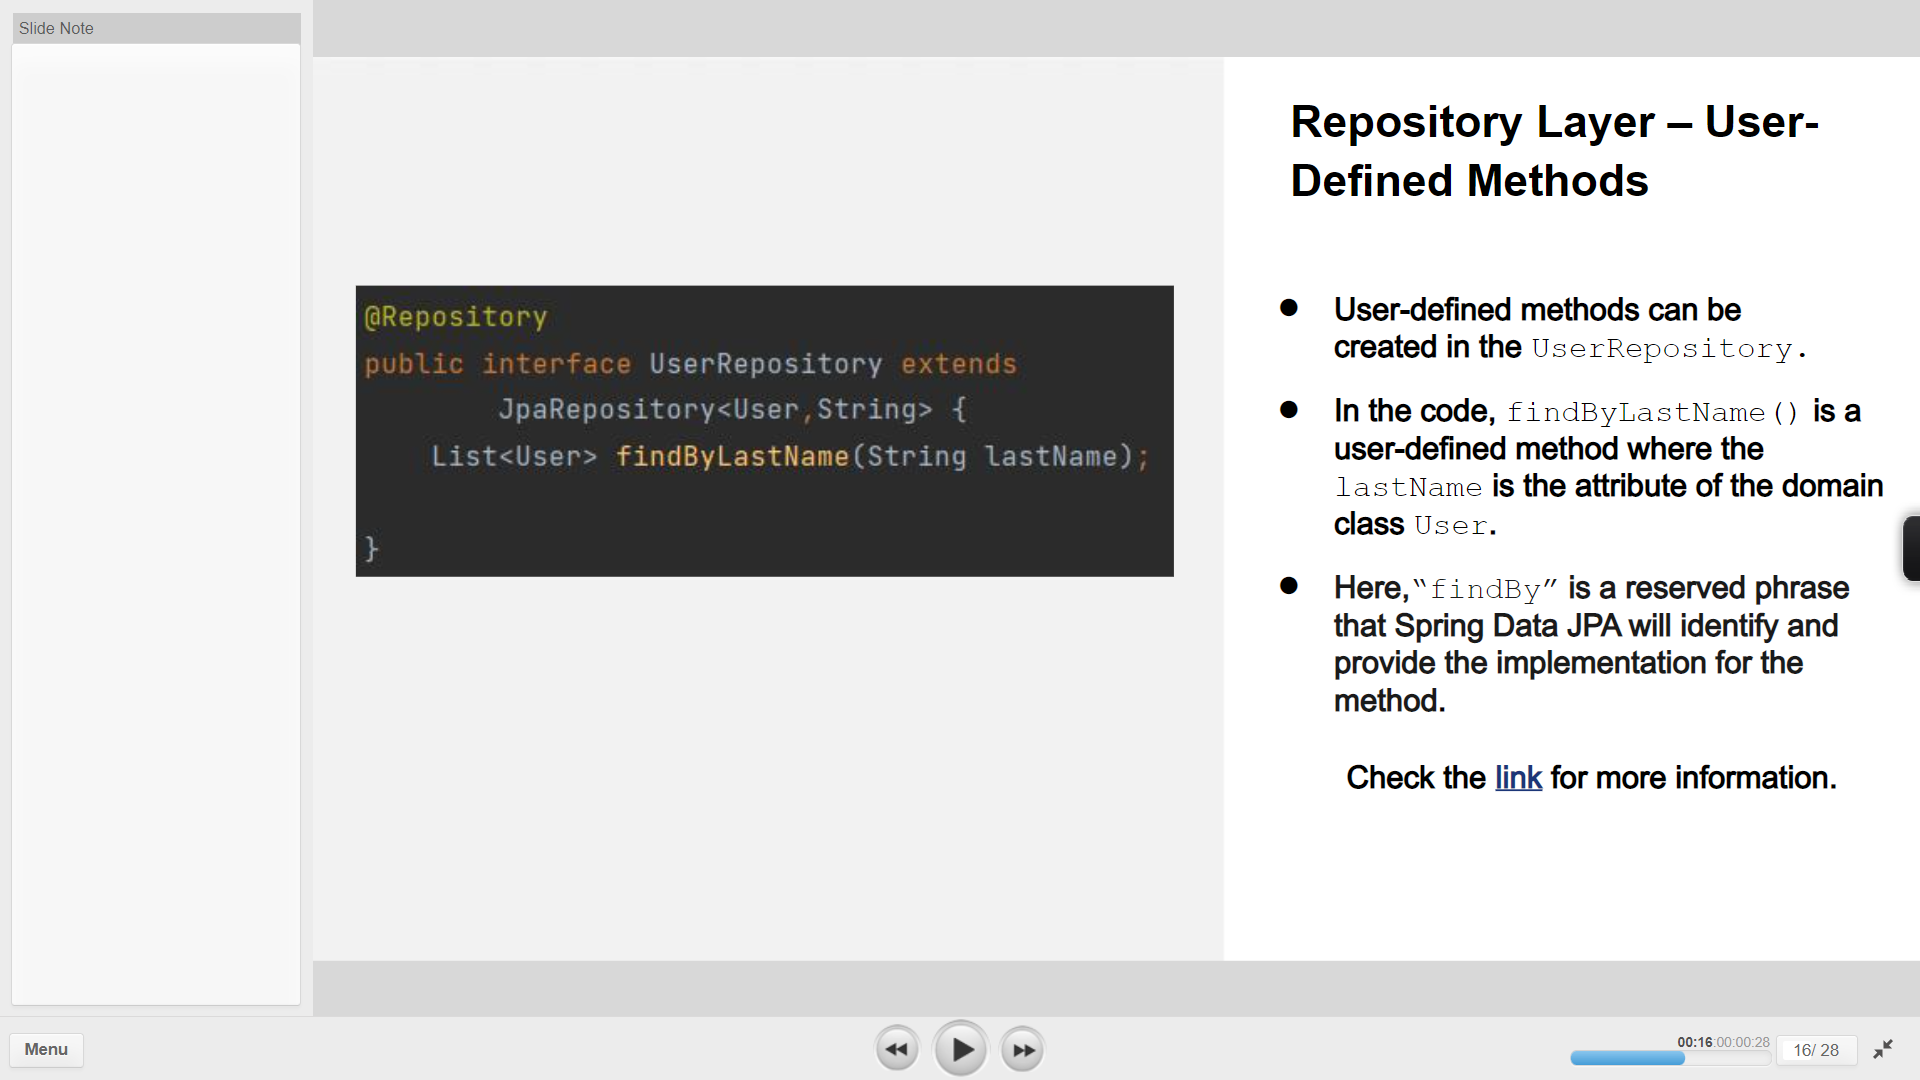 Slide Note
@Repository
public interface UserRepository extends
JpaRepository<User,String> {
List<User> findByLastName(String lastName);
}
Repository Layer – User-
Defined Methods
● User-defined methods can be
created in the UserRepository.
● In the code, findByLastName() is a
user-defined method where the
lastName is the attribute of the domain
class User.
● Here,“findBy” is a reserved phrase
that Spring Data JPA will identify and
provide the implementation for the
method.
Check the link for more information.
Menu
00:16:00:00:28
16/ 28